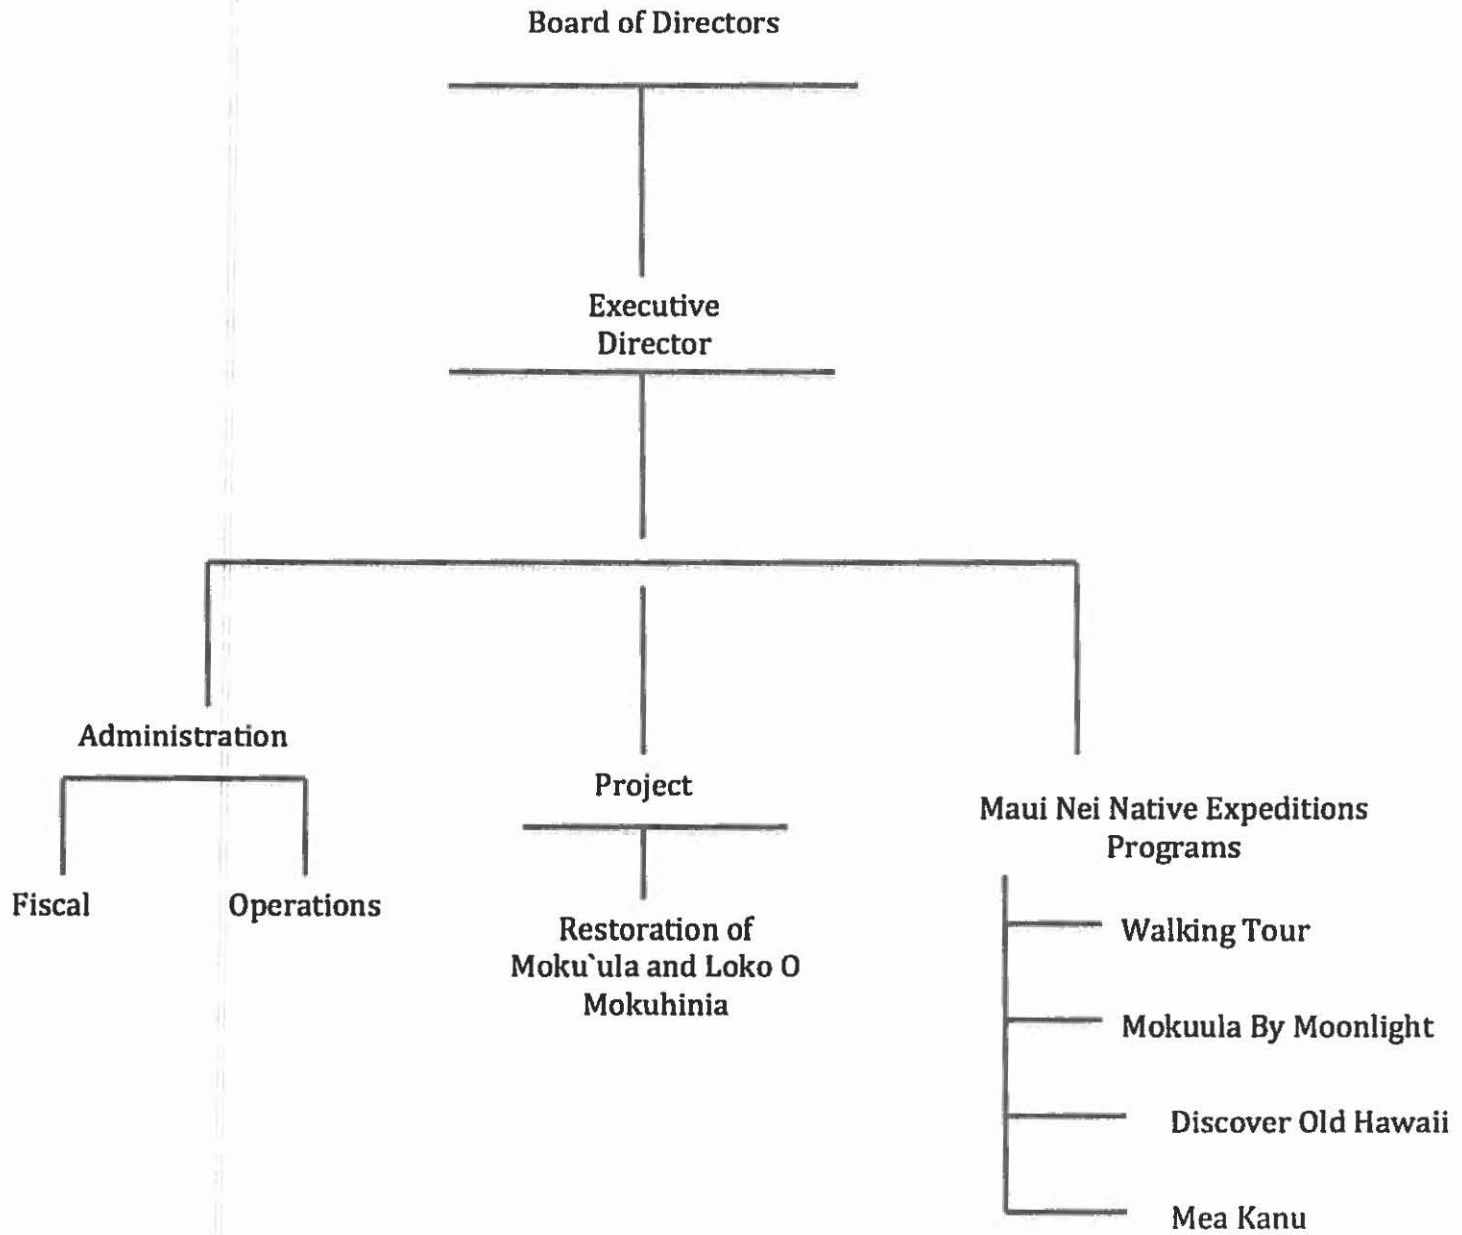 Board of Directors
Executive
Director
Administration
Project
Maui Nei Native Expeditions
Programs
Fiscal
Operations
Restoration of
Moku`ula and Loko O
Mokuhinia
Walking Tour
Mokuula By Moonlight
Discover Old Hawaii
Mea Kanu